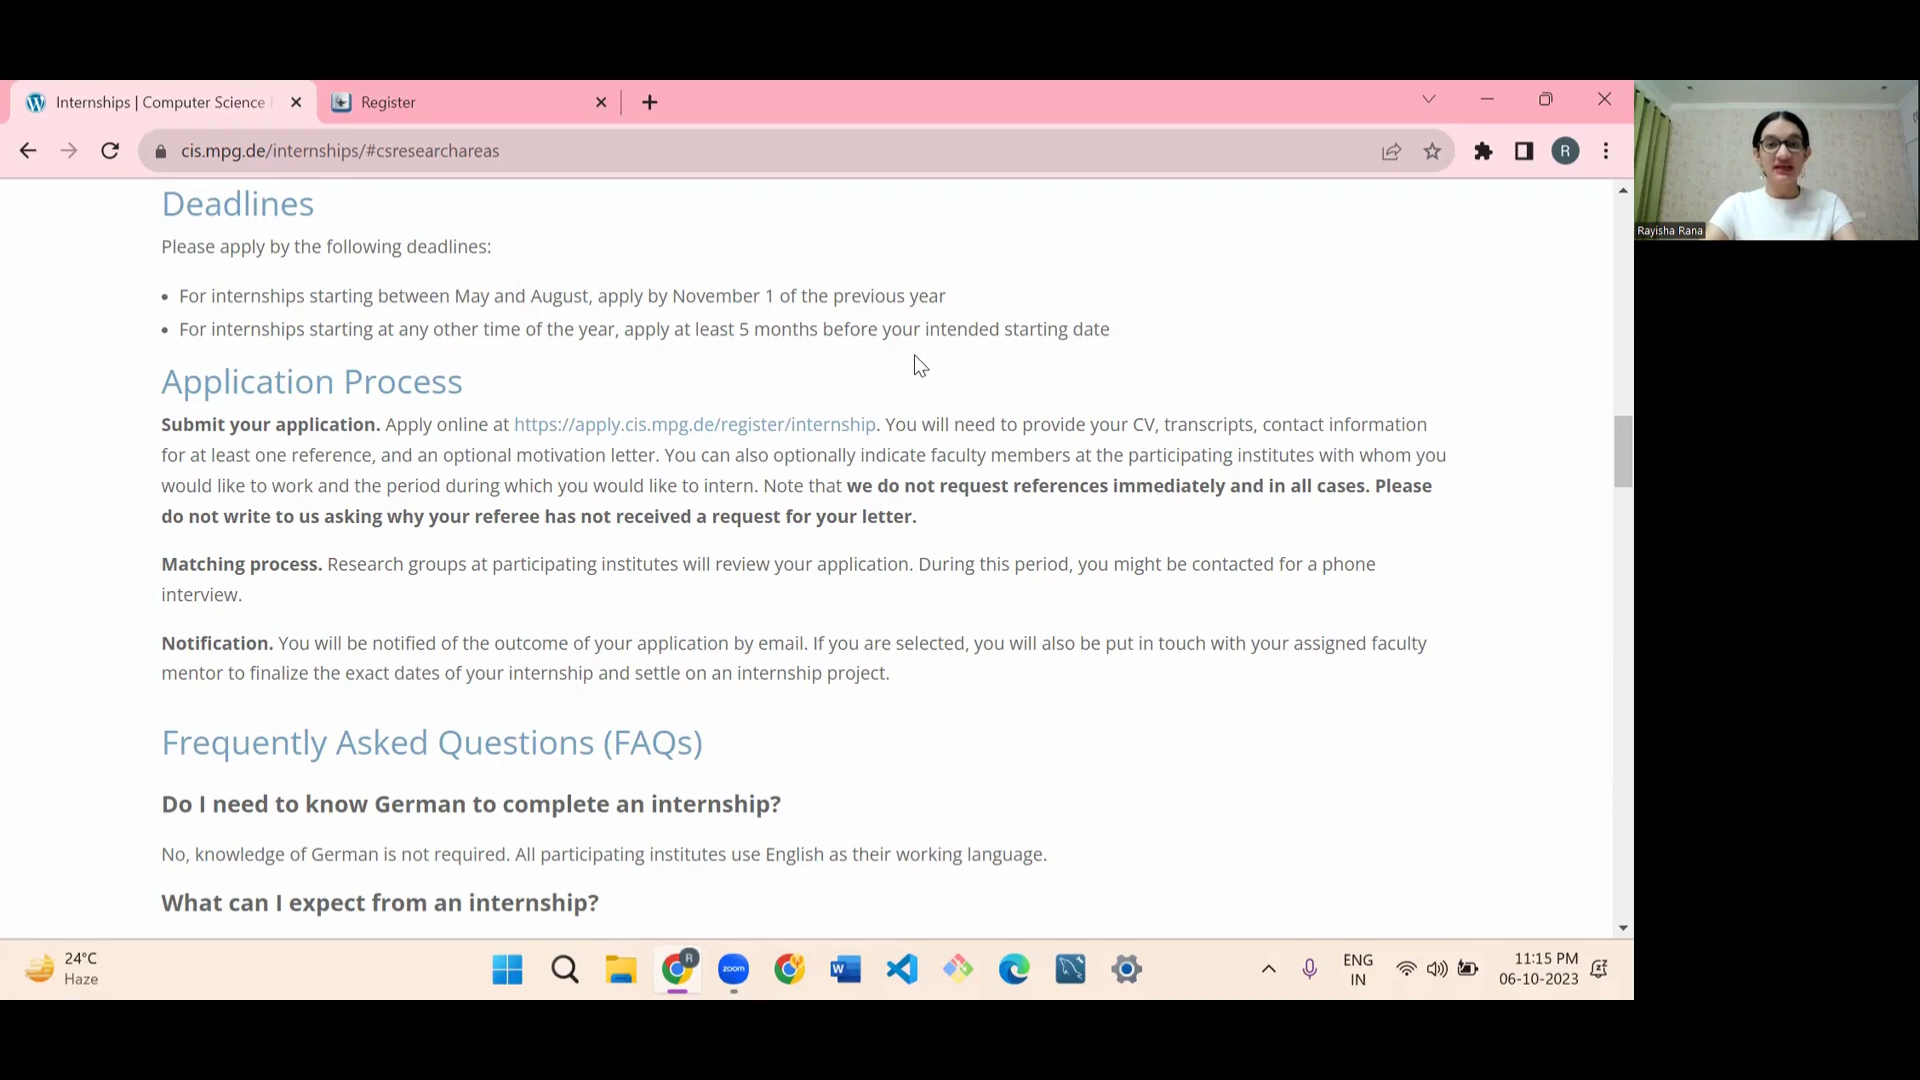 Internships | Computer Science
Register
cis.mpg.de/internships/#csresearchareas
R
Rayisha Rana
Deadlines
Please apply by the following deadlines:
• For internships starting between May and August, apply by November 1 of the previous year
• For internships starting at any other time of the year, apply at least 5 months before your intended starting date
Application Process
Submit your application. Apply online at https://apply.cis.mpg.de/register/internship. You will need to provide your CV, transcripts, contact information
for at least one reference, and an optional motivation letter. You can also optionally indicate faculty members at the participating institutes with whom you
would like to work and the period during which you would like to intern. Note that we do not request references immediately and in all cases. Please
do not write to us asking why your referee has not received a request for your letter.
Matching process. Research groups at participating institutes will review your application. During this period, you might be contacted for a phone
interview.
Notification. You will be notified of the outcome of your application by email. If you are selected, you will also be put in touch with your assigned faculty
mentor to finalize the exact dates of your internship and settle on an internship project.
Frequently Asked Questions (FAQs)
Do I need to know German to complete an internship?
No, knowledge of German is not required. All participating institutes use English as their working language.
What can I expect from an internship?
24°C
Haze
R
zoom
W
ENG
IN
11:15 PM
06-10-2023